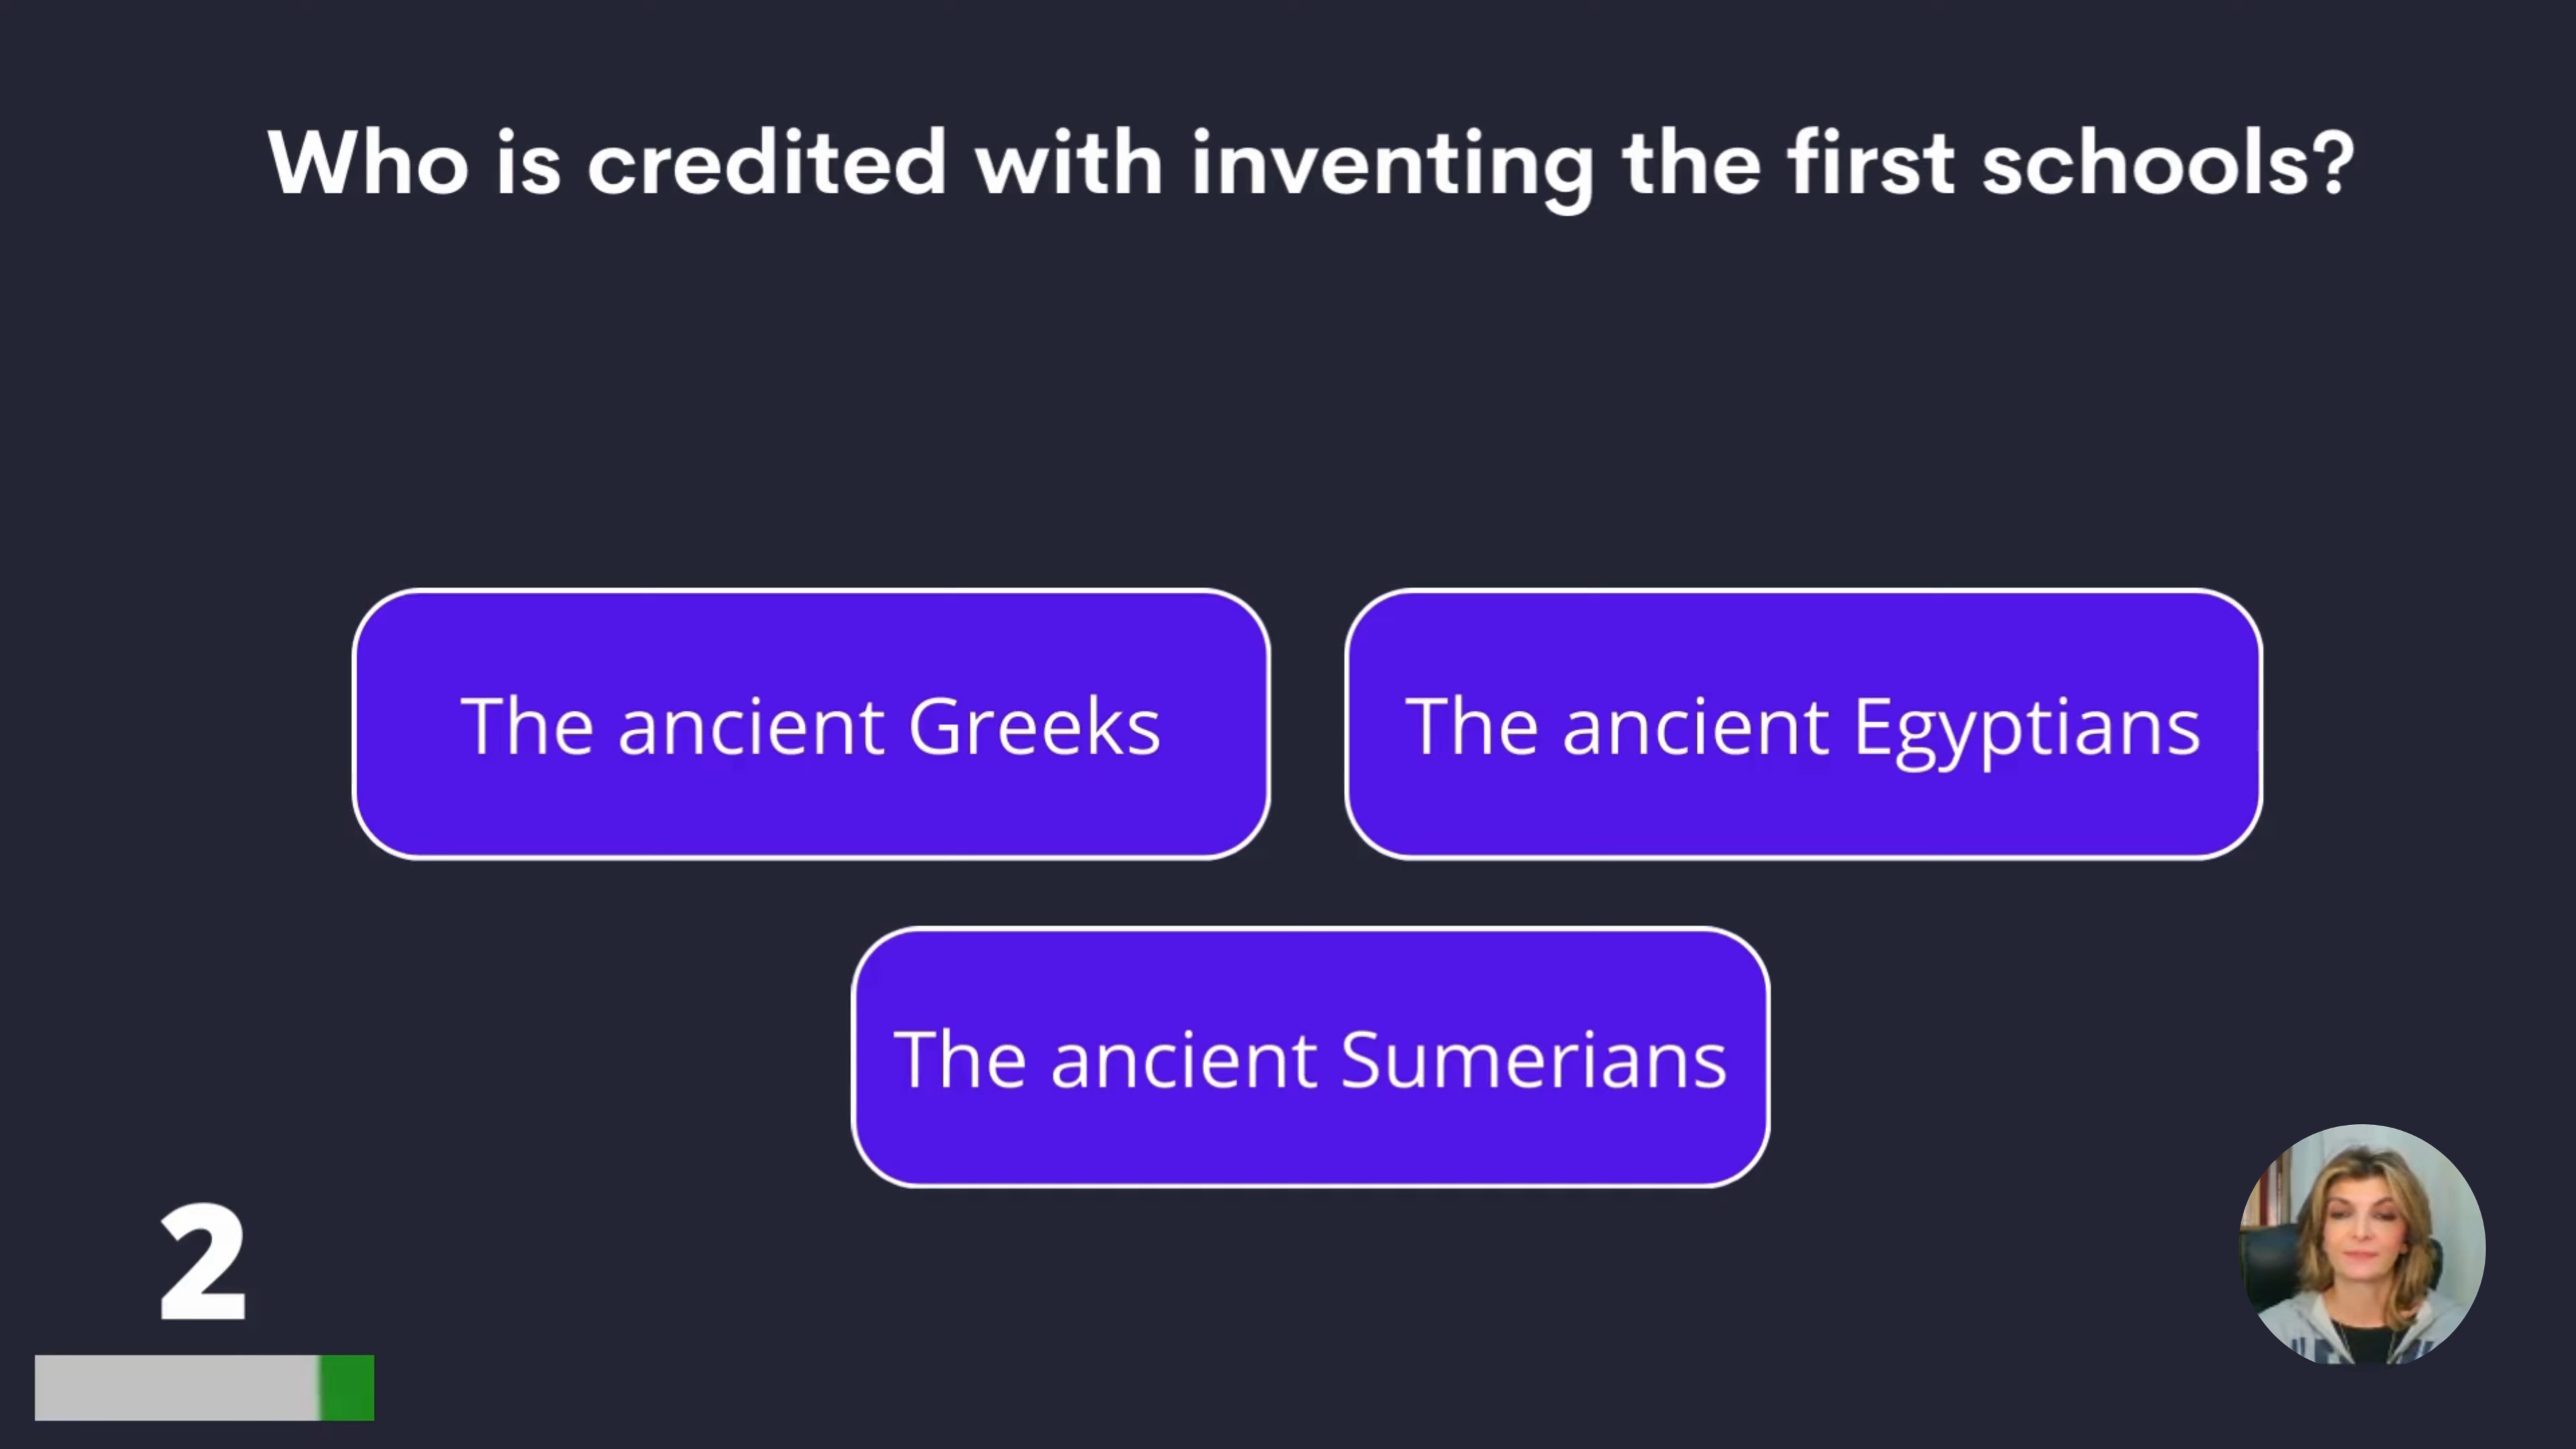 Who is credited with inventing the first schools?
The ancient Greeks
The ancient Egyptians
The ancient Sumerians
2